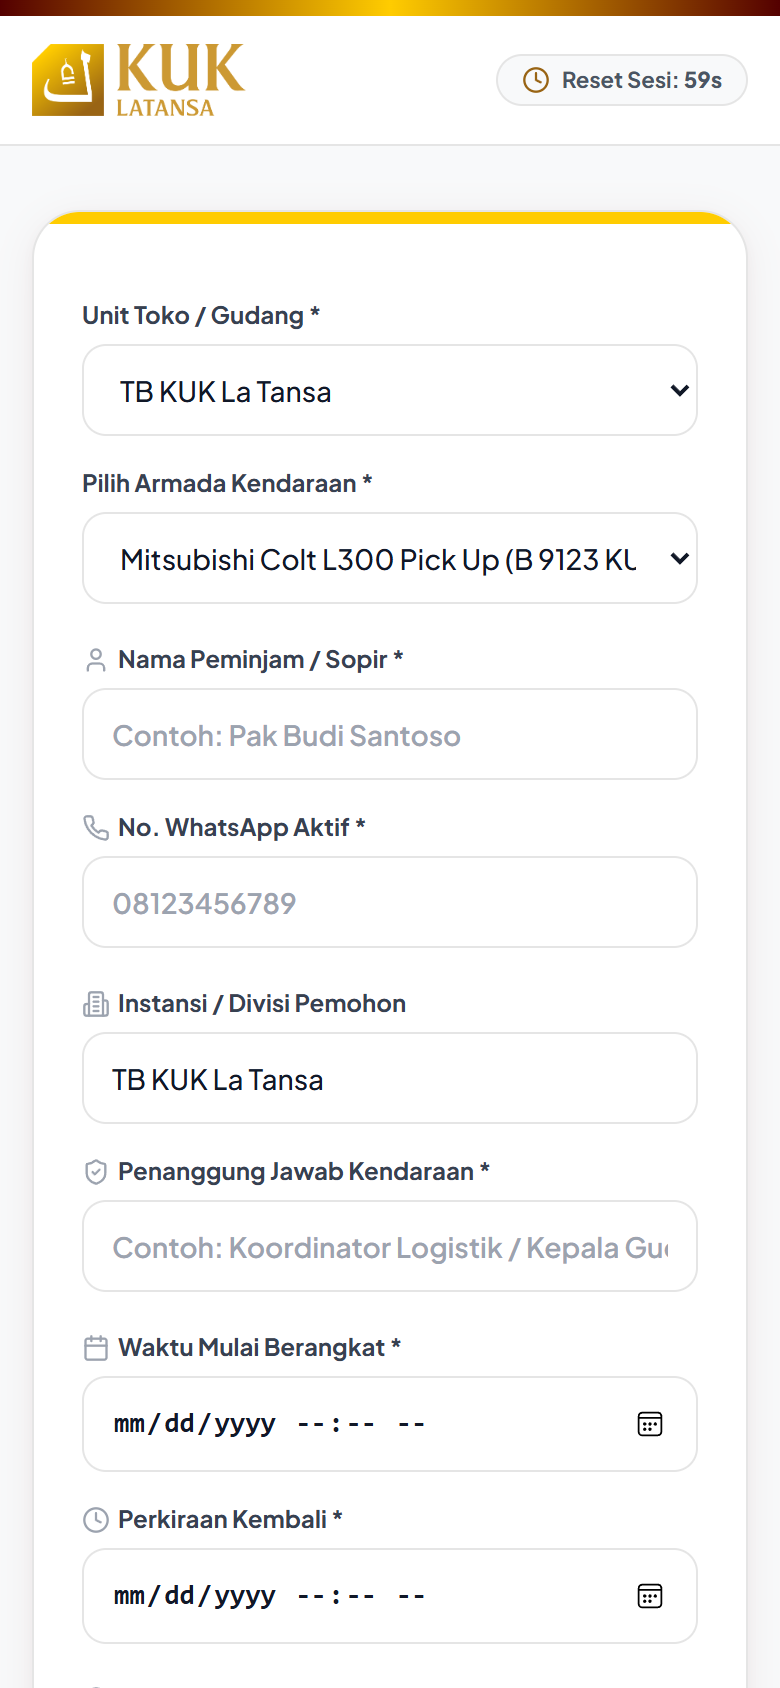 KUK
LATANSA
Reset Sesi: 59s
Unit Toko / Gudang *
TB KUK La Tansa
Pilih Armada Kendaraan *
Mitsubishi Colt L300 Pick Up (B 9123 KU
Nama Peminjam / Sopir *
Contoh: Pak Budi Santoso
No. WhatsApp Aktif *
08123456789
Instansi / Divisi Pemohon
TB KUK La Tansa
Penanggung Jawab Kendaraan *
Contoh: Koordinator Logistik / Kepala Gu
Waktu Mulai Berangkat *
mm/dd/yyyy --:-- --
Perkiraan Kembali *
mm/dd/yyyy --:-- --